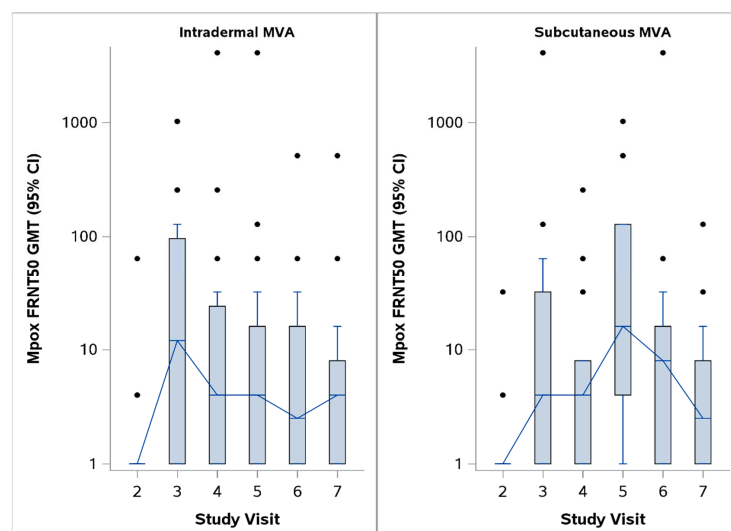 Intradermal MVA
Mpox FRNT50 GMT (95% CI)
1000
100
10
1
2 3 4 5 6 7
Study Visit
Subcutaneous MVA
Mpox FRNT50 GMT (95% CI)
1000
100
10
1
2 3 4 5 6 7
Study Visit